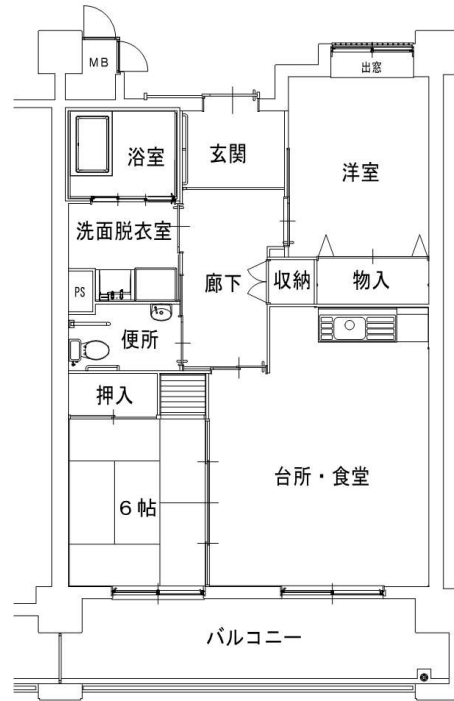 MB
出窓
浴室
玄関
洋室
洗面脱衣室
廊下
収納
物入
PS
便所
押入
台所・食堂
6帖
バルコニー